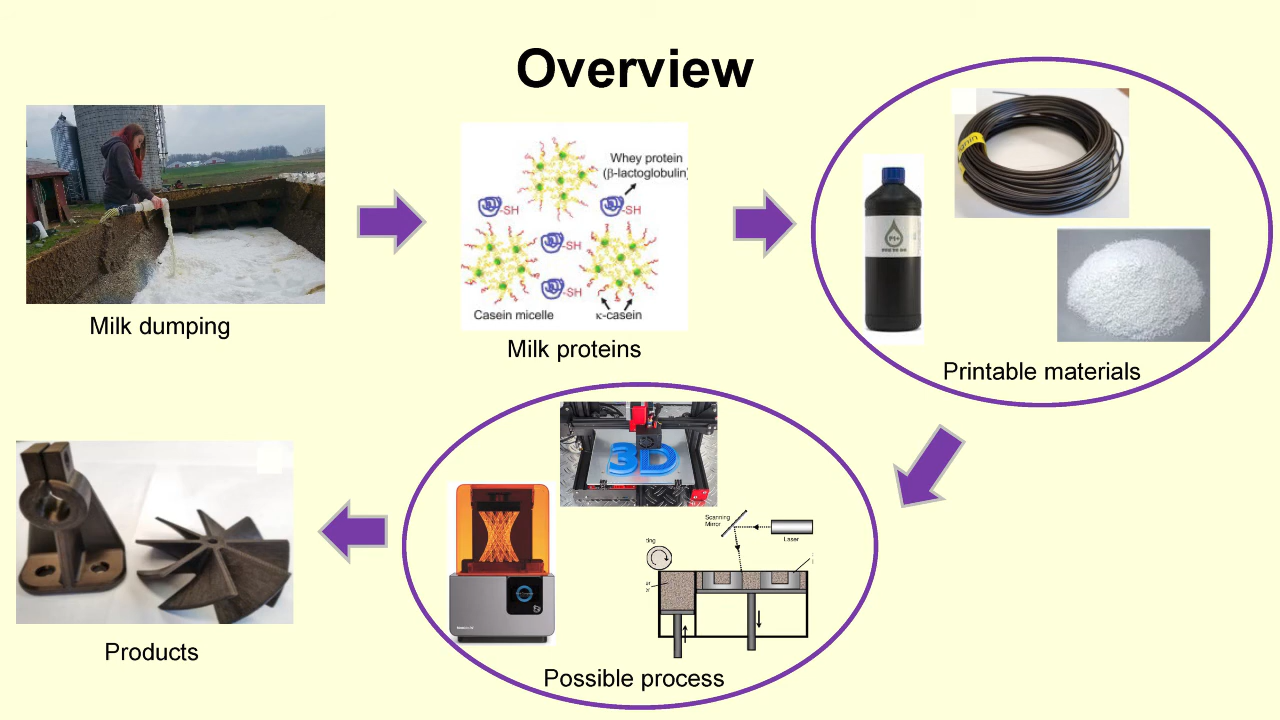 Overview
Milk dumping
Whey protein
(β-lactoglobulin)
-SH
-SH
-SH
-SH
Casein micelle
κ-casein
Milk proteins
Printable materials
3D
Scanning
Mirror
Laser
Possible process
Products